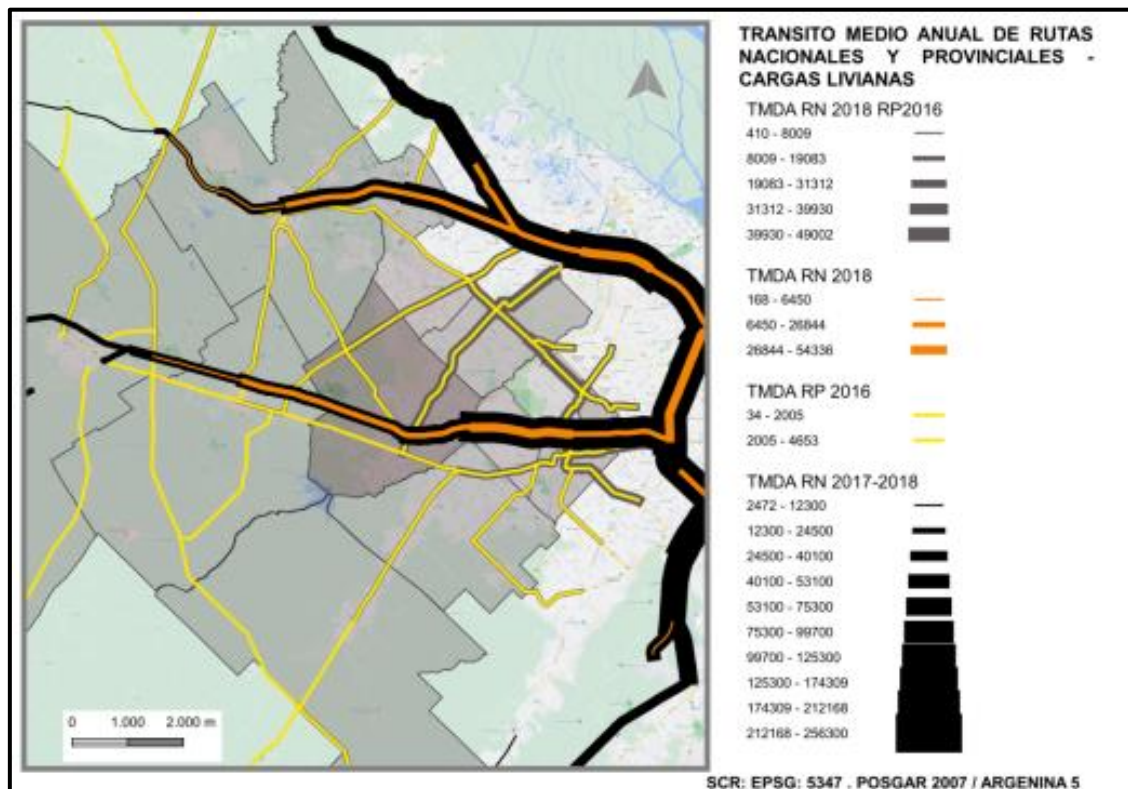 TRANSITO MEDIO ANUAL DE RUTAS
NACIONALES Y PROVINCIALES -
CARGAS LIVIANAS
TMDA RN 2018 RP2016
410 - 8009
8009 - 19083
19083 - 31312
31312 - 39930
39930 - 49002
TMDA RN 2018
168 - 6450
6450 - 26844
26844 - 54336
TMDA RP 2016
34 - 2005
2005 - 4653
TMDA RN 2017-2018
2472 - 12300
12300 - 24500
24500 - 40100
40100 - 53100
53100 - 75300
75300 - 99700
99700 - 125300
125300 - 174309
174309 - 212168
212168 - 256300
0 1.000 2.000 m
SCR: EPSG: 5347 . POSGAR 2007 / ARGENINA 5